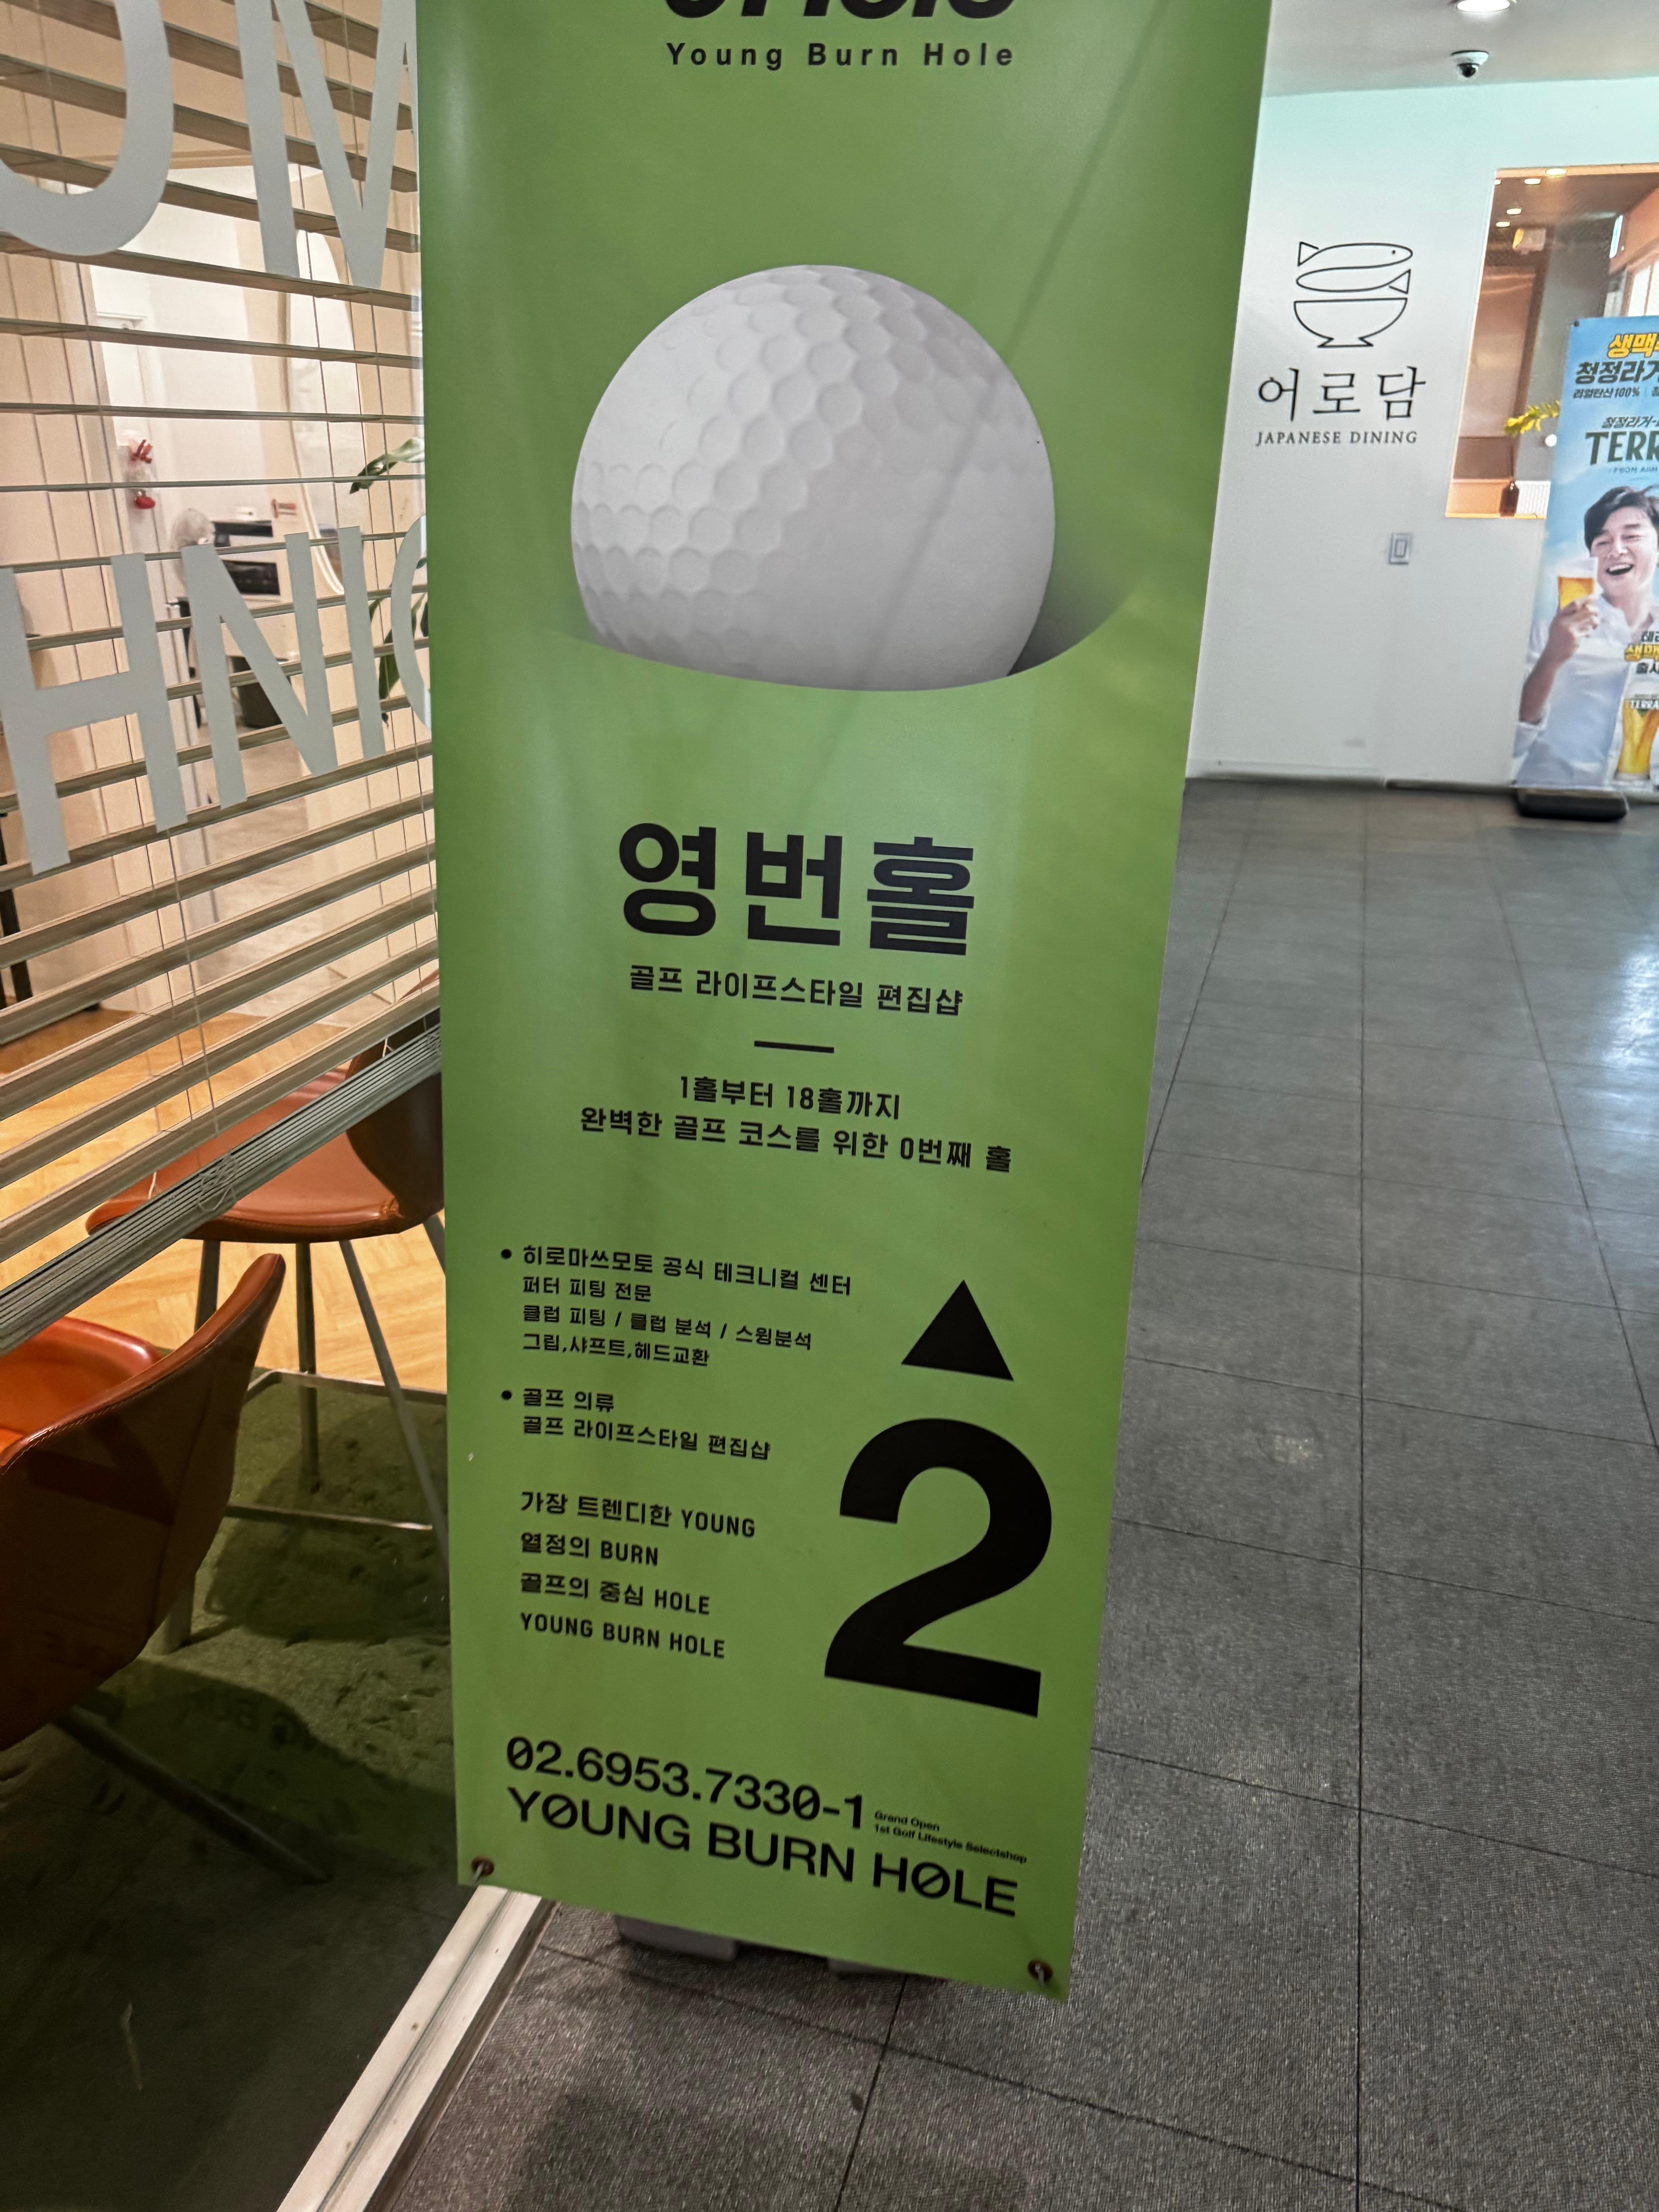 Young Burn Hole
영번홀
골프 라이프스타일 편집샵
1홀부터 18홀까지
완벽한 골프 코스를 위한 0번째 홀
• 히로마쓰모토 공식 테크니컬 센터
퍼터 피팅 전문
클럽 피팅 / 클럽 분석 / 스윙분석
그립,샤프트,헤드교환
• 골프 의류
골프 라이프스타일 편집샵
가장 트렌디한 YOUNG
열정의 BURN
골프의 중심 HOLE
YOUNG BURN HOLE
▲
2
02.6953.7330-1
Grand Open
1st Golf Lifestyle Selectshop
YOUNG BURN HOLE
어로담
JAPANESE DINING
리얼탄산 100%